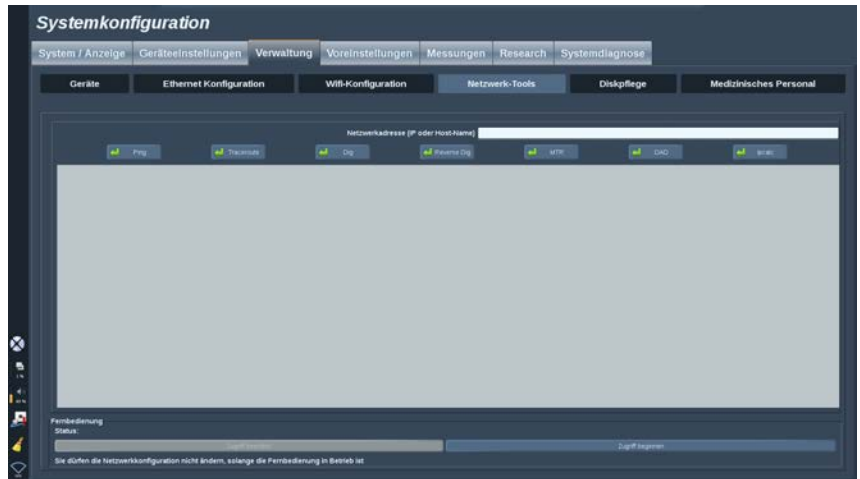 Systemkonfiguration
System / Anzeige Geräteeinstellungen Verwaltung Voreinstellungen Messungen Research Systemdiagnose
Geräte Ethernet Konfiguration Wifi-Konfiguration Netzwerk-Tools Diskpflege Medizinisches Personal
Netzwerkadresse (IP oder Host-Name)
Ping Traceroute Dig Reverse Dig MTR DAD
Fernbedienung
Status:
Zugriff beginnen
Sie dürfen die Netzwerkkonfiguration nicht ändern, solange die Fernbedienung in Betrieb ist